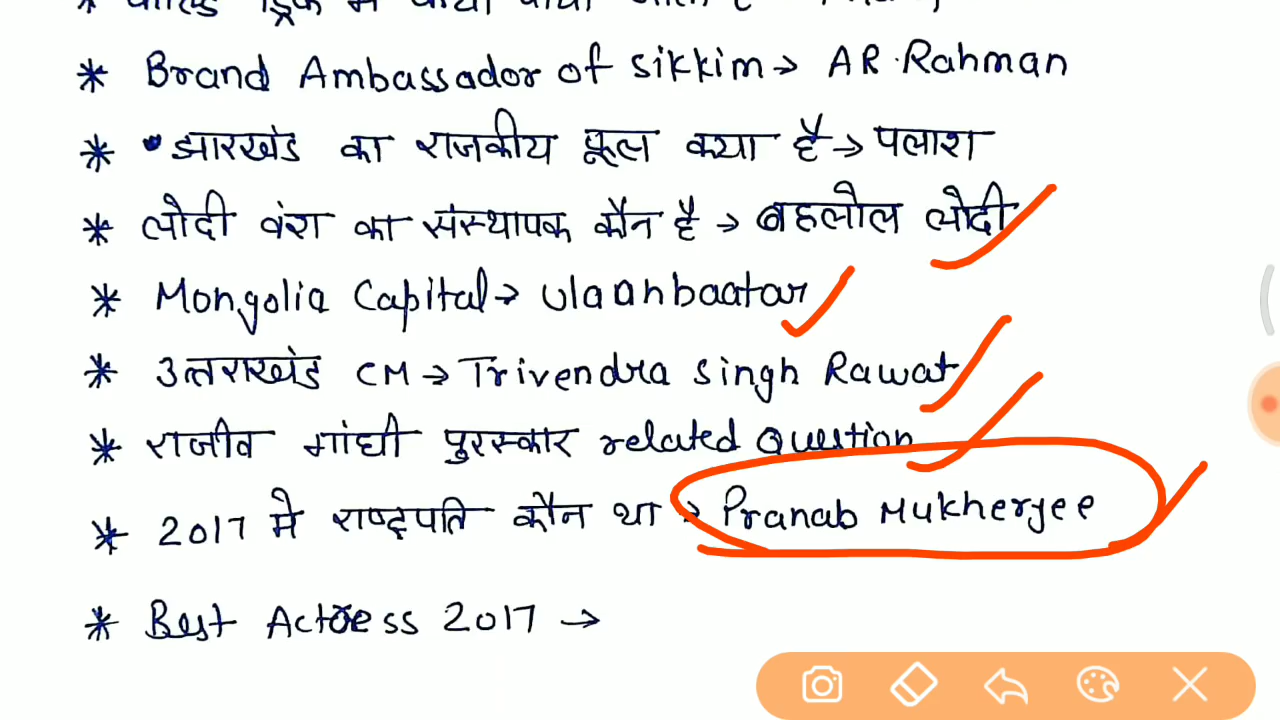 * Brand Ambassador of Sikkim → AR. Rahman
* झारखंड का राजकीय फूल क्या है → पलाश
* लोदी वंश का संस्थापक कौन है → बहलोल लोदी
* Mongolia Capital → Ulaanbaatar
* उत्तराखंड CM → Trivendra Singh Rawat
* राजीव गांधी पुरस्कार related Question
* 2017 मे राष्ट्रपति कौन था → Pranab Mukherjee
* Best Actress 2017 →